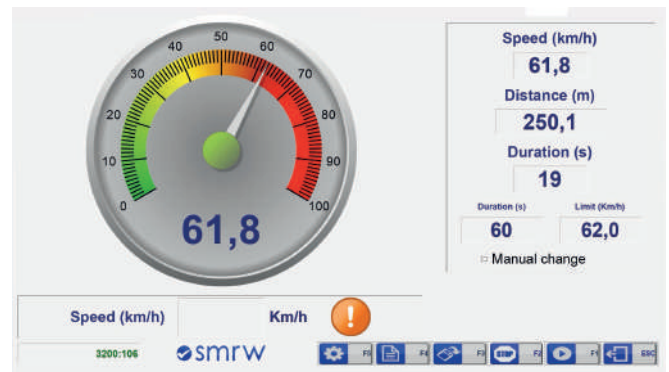 0 10 20 30 40 50 60 70 80 90 100
61,8
Speed (km/h)
61,8
Distance (m)
250,1
Duration (s)
19
Duration (s) Limit (Km/h)
60 62,0
Manual change
Speed (km/h) Km/h !
3200:106 smrw F5 F4 F3 STOP F2 F1 ESC